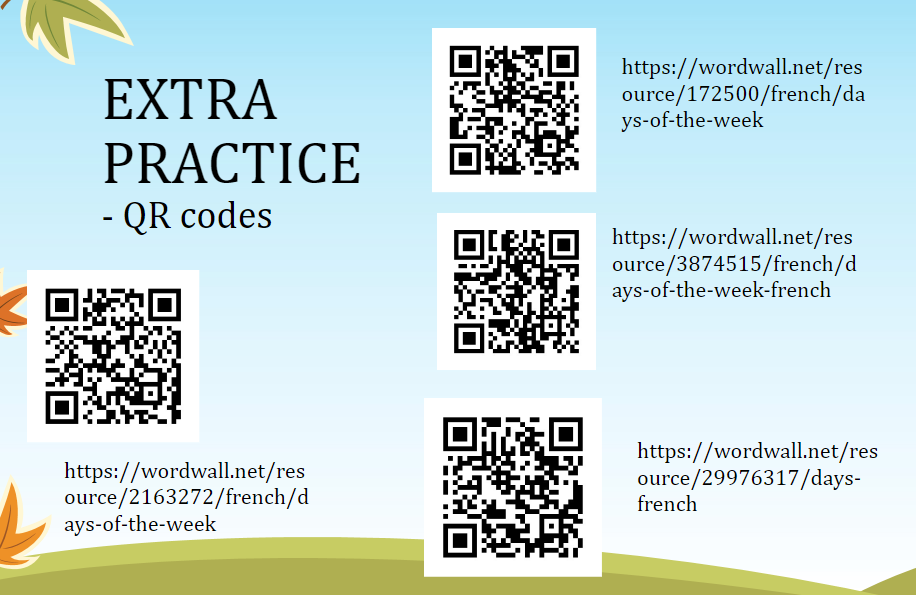 EXTRA
PRACTICE
- QR codes
https://wordwall.net/res
ource/2163272/french/d
ays-of-the-week
https://wordwall.net/res
ource/172500/french/da
ys-of-the-week
https://wordwall.net/res
ource/3874515/french/d
ays-of-the-week-french
https://wordwall.net/res
ource/29976317/days-
french